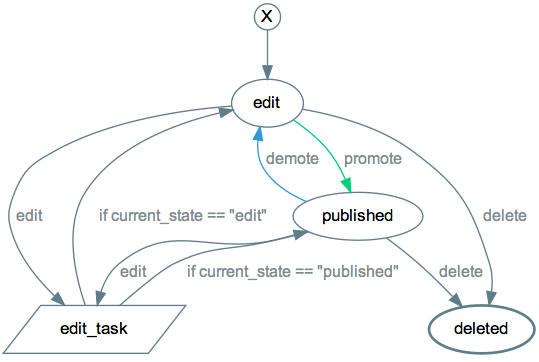 X
edit
demote
promote
edit
if current_state == "edit"
published
delete
edit
if current_state == "published"
delete
edit_task
deleted